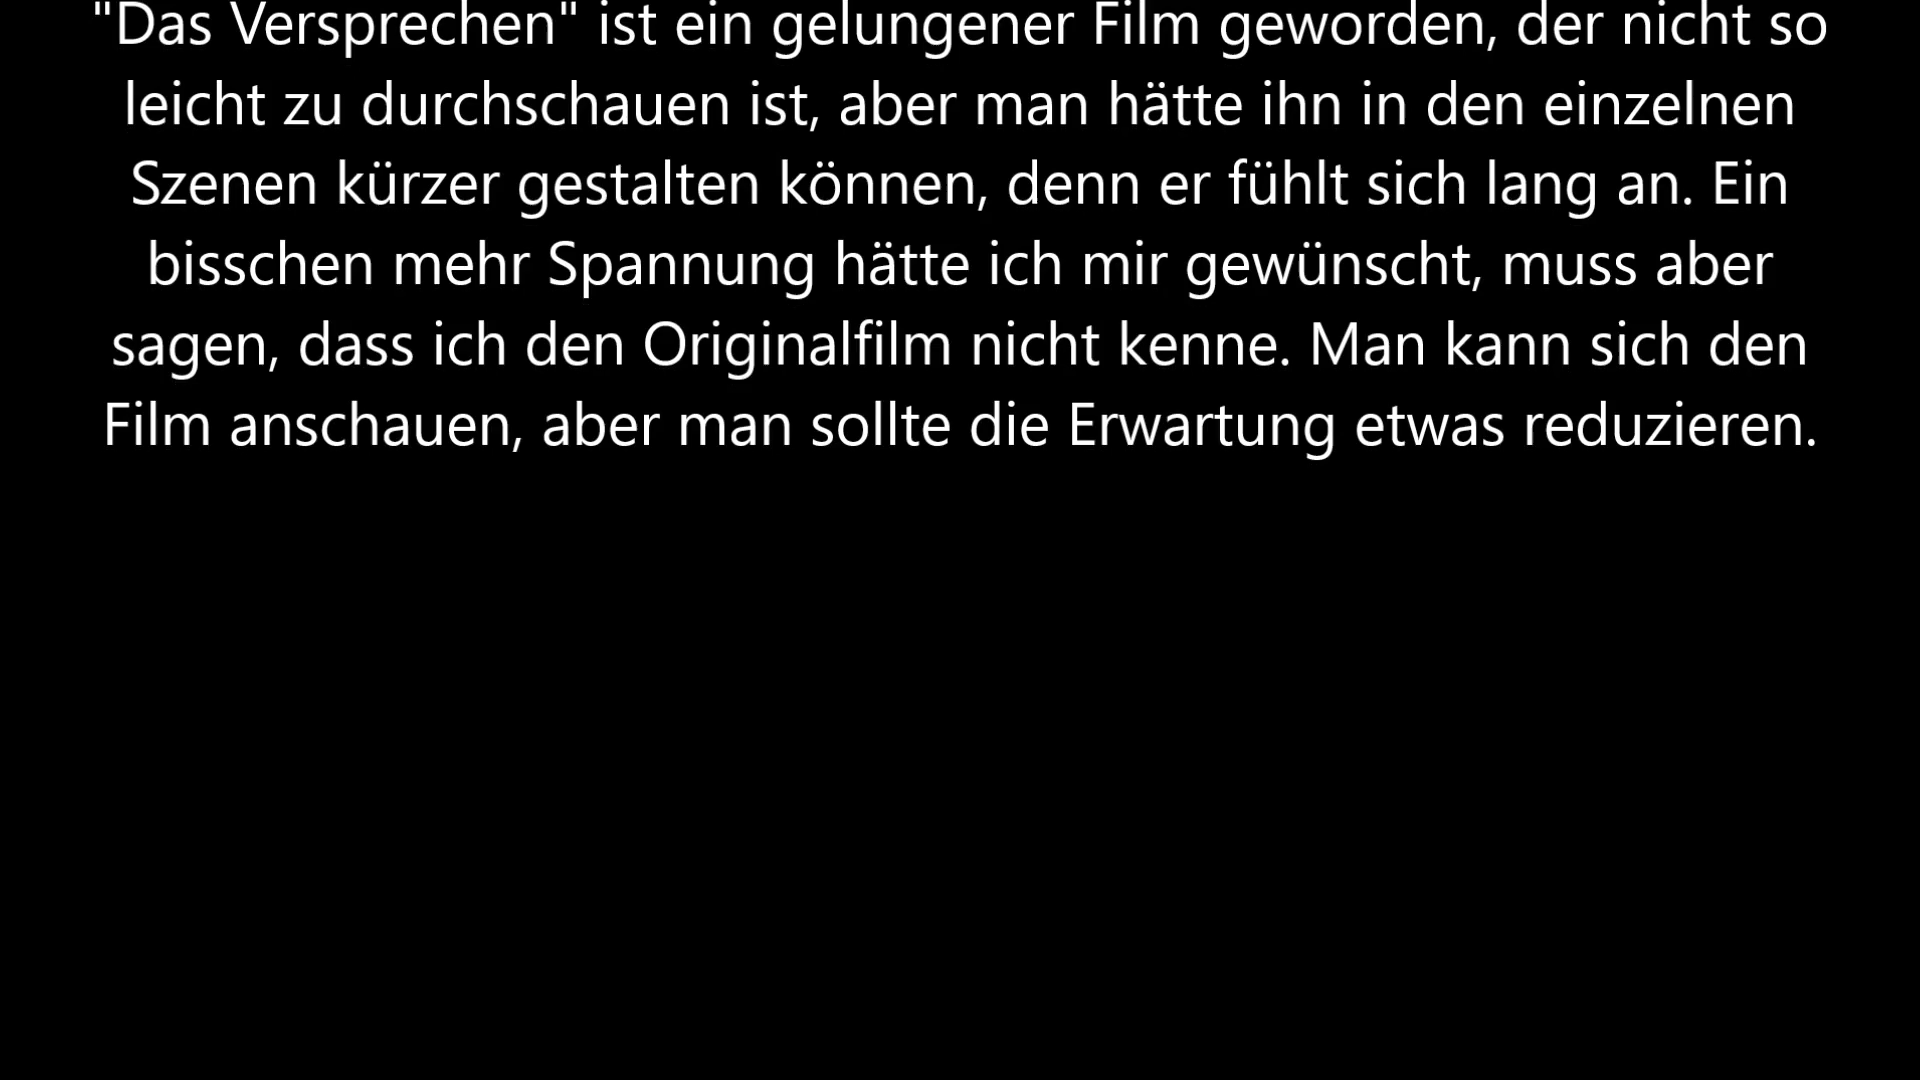 "Das Versprechen" ist ein gelungener Film geworden, der nicht so
leicht zu durchschauen ist, aber man hätte ihn in den einzelnen
Szenen kürzer gestalten können, denn er fühlt sich lang an. Ein
bisschen mehr Spannung hätte ich mir gewünscht, muss aber
sagen, dass ich den Originalfilm nicht kenne. Man kann sich den
Film anschauen, aber man sollte die Erwartung etwas reduzieren.